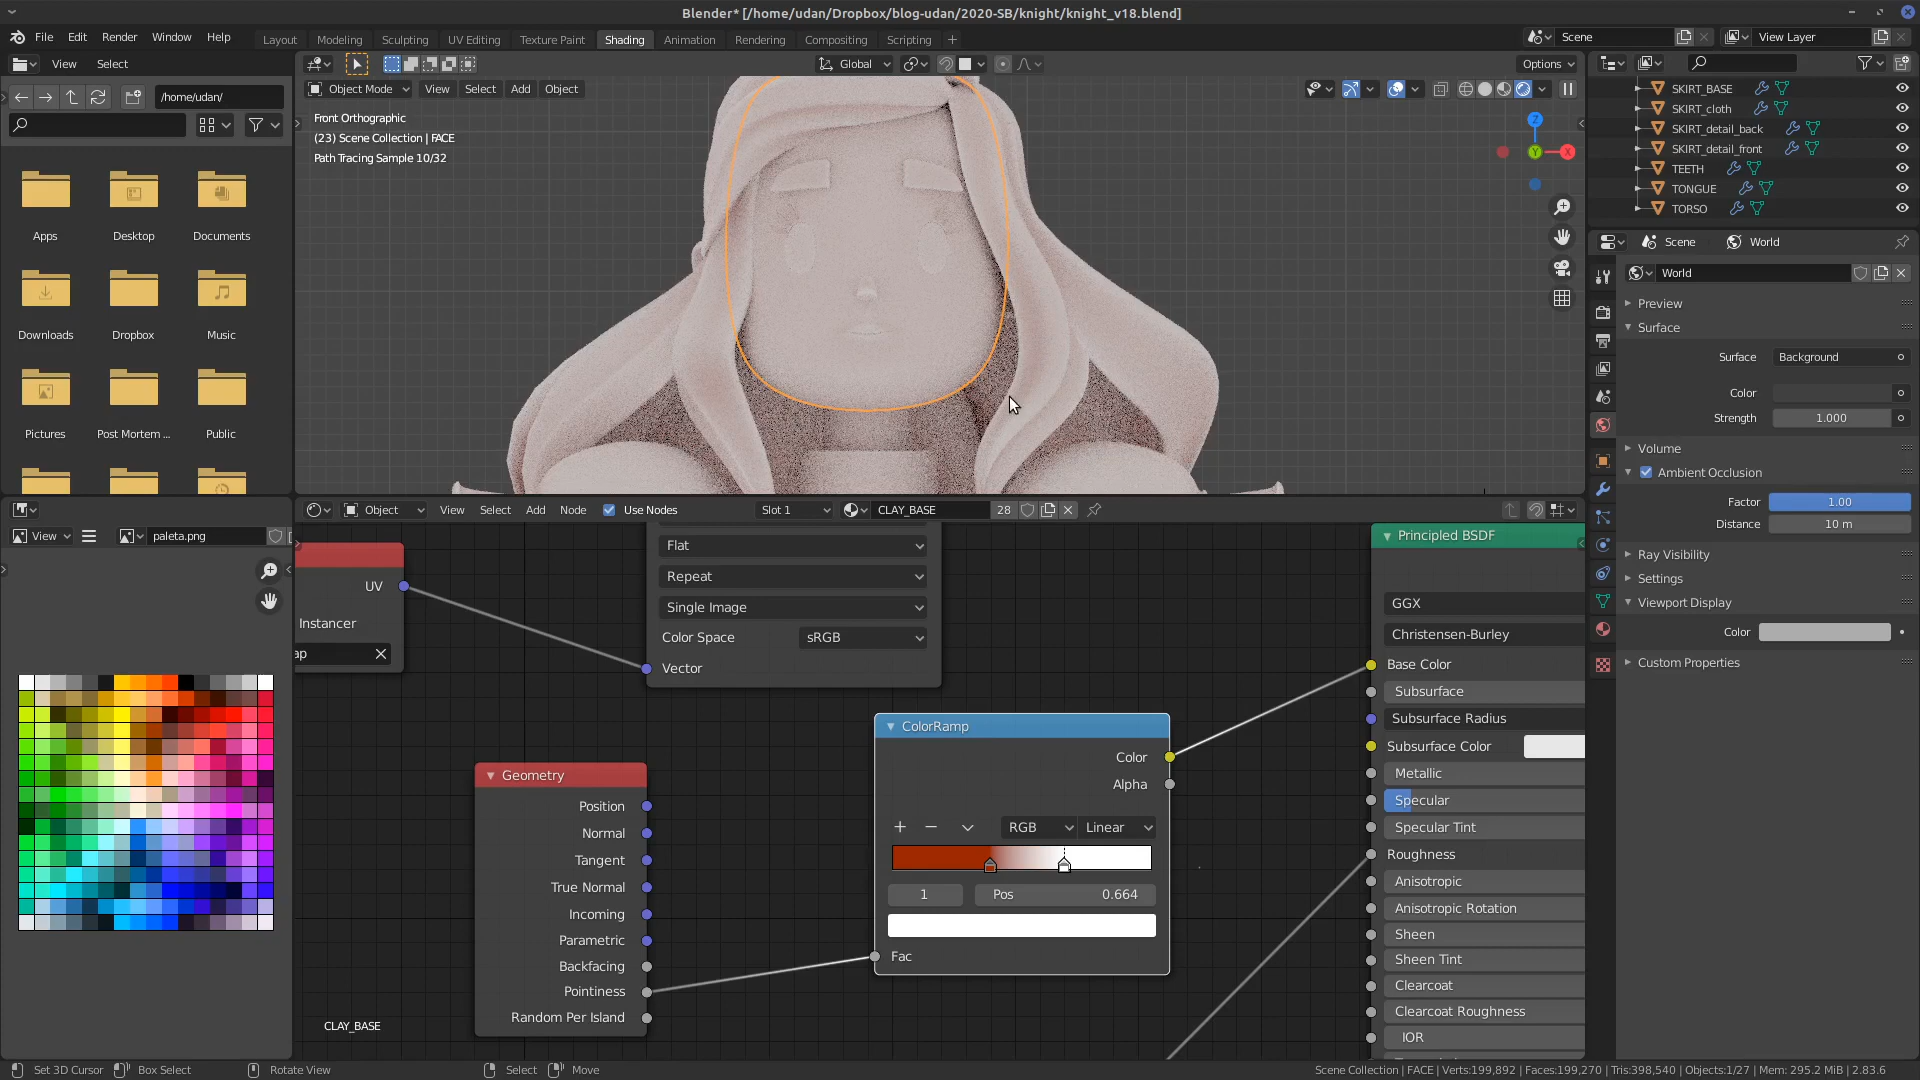 Blender* [/home/udan/Dropbox/blog-udan/2020-SB/knight/knight_v18.blend]
File Edit Render Window Help
Layout Modeling Sculpting UV Editing Texture Paint Shading Animation Rendering Compositing Scripting
Scene View Layer
View Select
Global
Options
/home/udan/
Object Mode View Select Add Object
Front Orthographic
(23) Scene Collection | FACE
Path Tracing Sample 10/32
Z
Y
X
Apps Desktop Documents
Downloads Dropbox Music
Pictures Post Mortem ... Public
SKIRT_BASE
SKIRT_cloth
SKIRT_detail_back
SKIRT_detail_front
TEETH
TONGUE
TORSO
Scene World
World
Preview
Surface
Surface Background
Color
Strength 1.000
Volume
Ambient Occlusion
Factor 1.00
Distance 10 m
Ray Visibility
Settings
Viewport Display
Color
Custom Properties
Object View Select Add Node Use Nodes Slot 1 CLAY_BASE 28
View paleta.png
UV
Instancer
ap
Flat
Repeat
Single Image
Color Space sRGB
Vector
Geometry
Position
Normal
Tangent
True Normal
Incoming
Parametric
Backfacing
Pointiness
Random Per Island
ColorRamp
Color
Alpha
RGB Linear
1 Pos 0.664
Fac
Principled BSDF
GGX
Christensen-Burley
Base Color
Subsurface
Subsurface Radius
Subsurface Color
Metallic
Specular
Specular Tint
Roughness
Anisotropic
Anisotropic Rotation
Sheen
Sheen Tint
Clearcoat
Clearcoat Roughness
IOR
CLAY_BASE
Set 3D Cursor Box Select Rotate View Select Move
Scene Collection | FACE | Verts:199,892 | Faces:199,270 | Tris:398,540 | Objects:1/27 | Mem: 295.2 MiB | 2.83.6